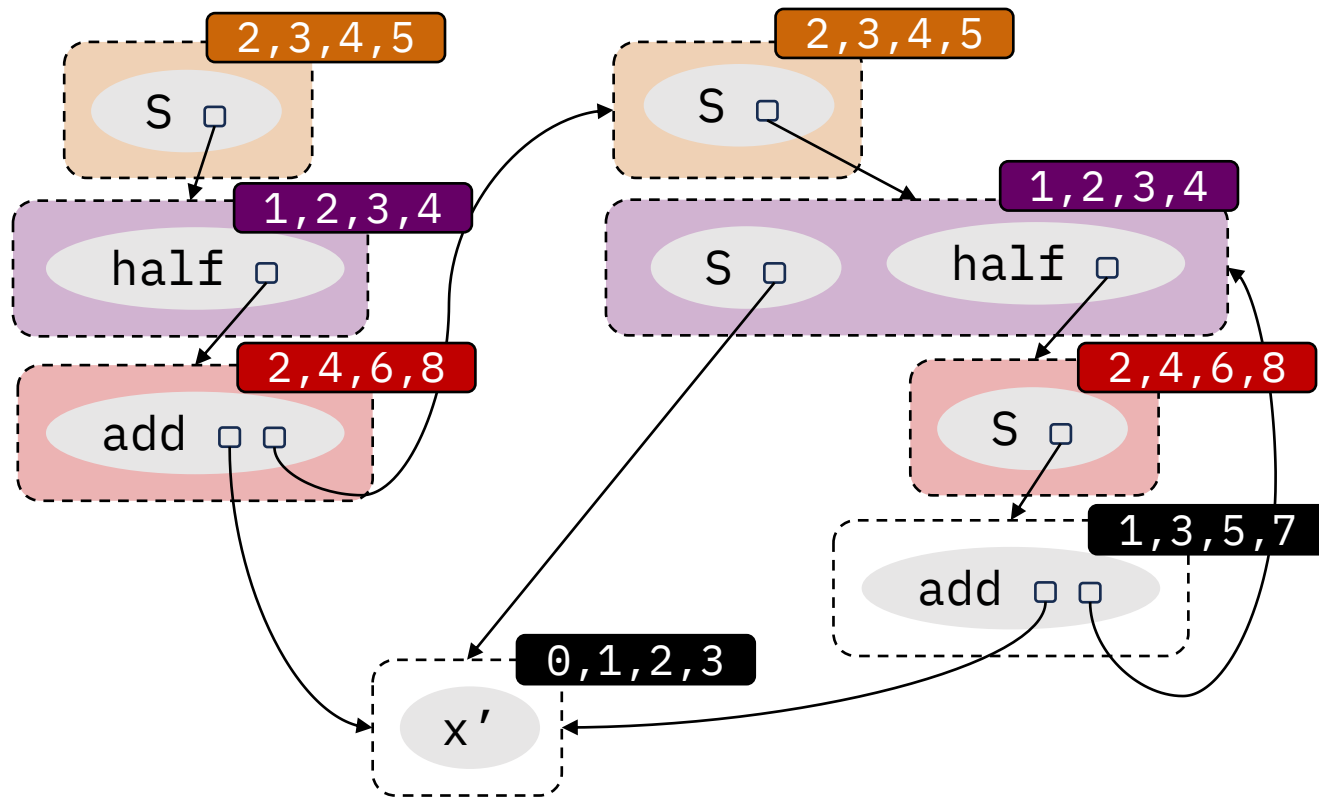 2,3,4,5
S
1,2,3,4
half
2,4,6,8
add
2,3,4,5
S
1,2,3,4
S half
2,4,6,8
S
1,3,5,7
add
0,1,2,3
x’